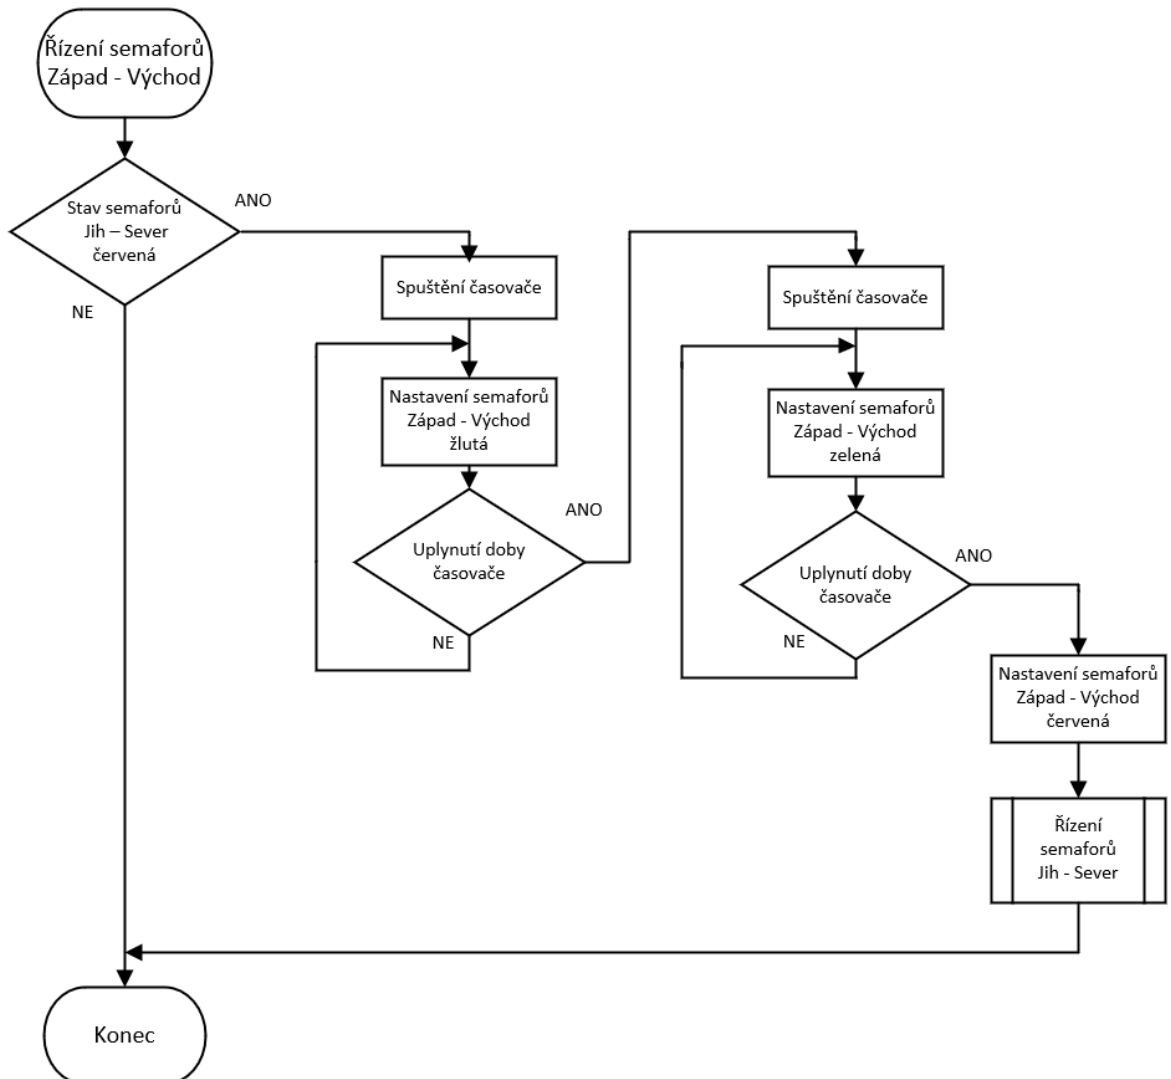 Řízení semaforů
Západ - Východ
Stav semaforů
Jih – Sever
červená
ANO
NE
Spuštění časovače
Nastavení semaforů
Západ - Východ
žlutá
Uplynutí doby
časovače
ANO
NE
Spuštění časovače
Nastavení semaforů
Západ - Východ
zelená
Uplynutí doby
časovače
ANO
NE
Nastavení semaforů
Západ - Východ
červená
Řízení
semaforů
Jih - Sever
Konec